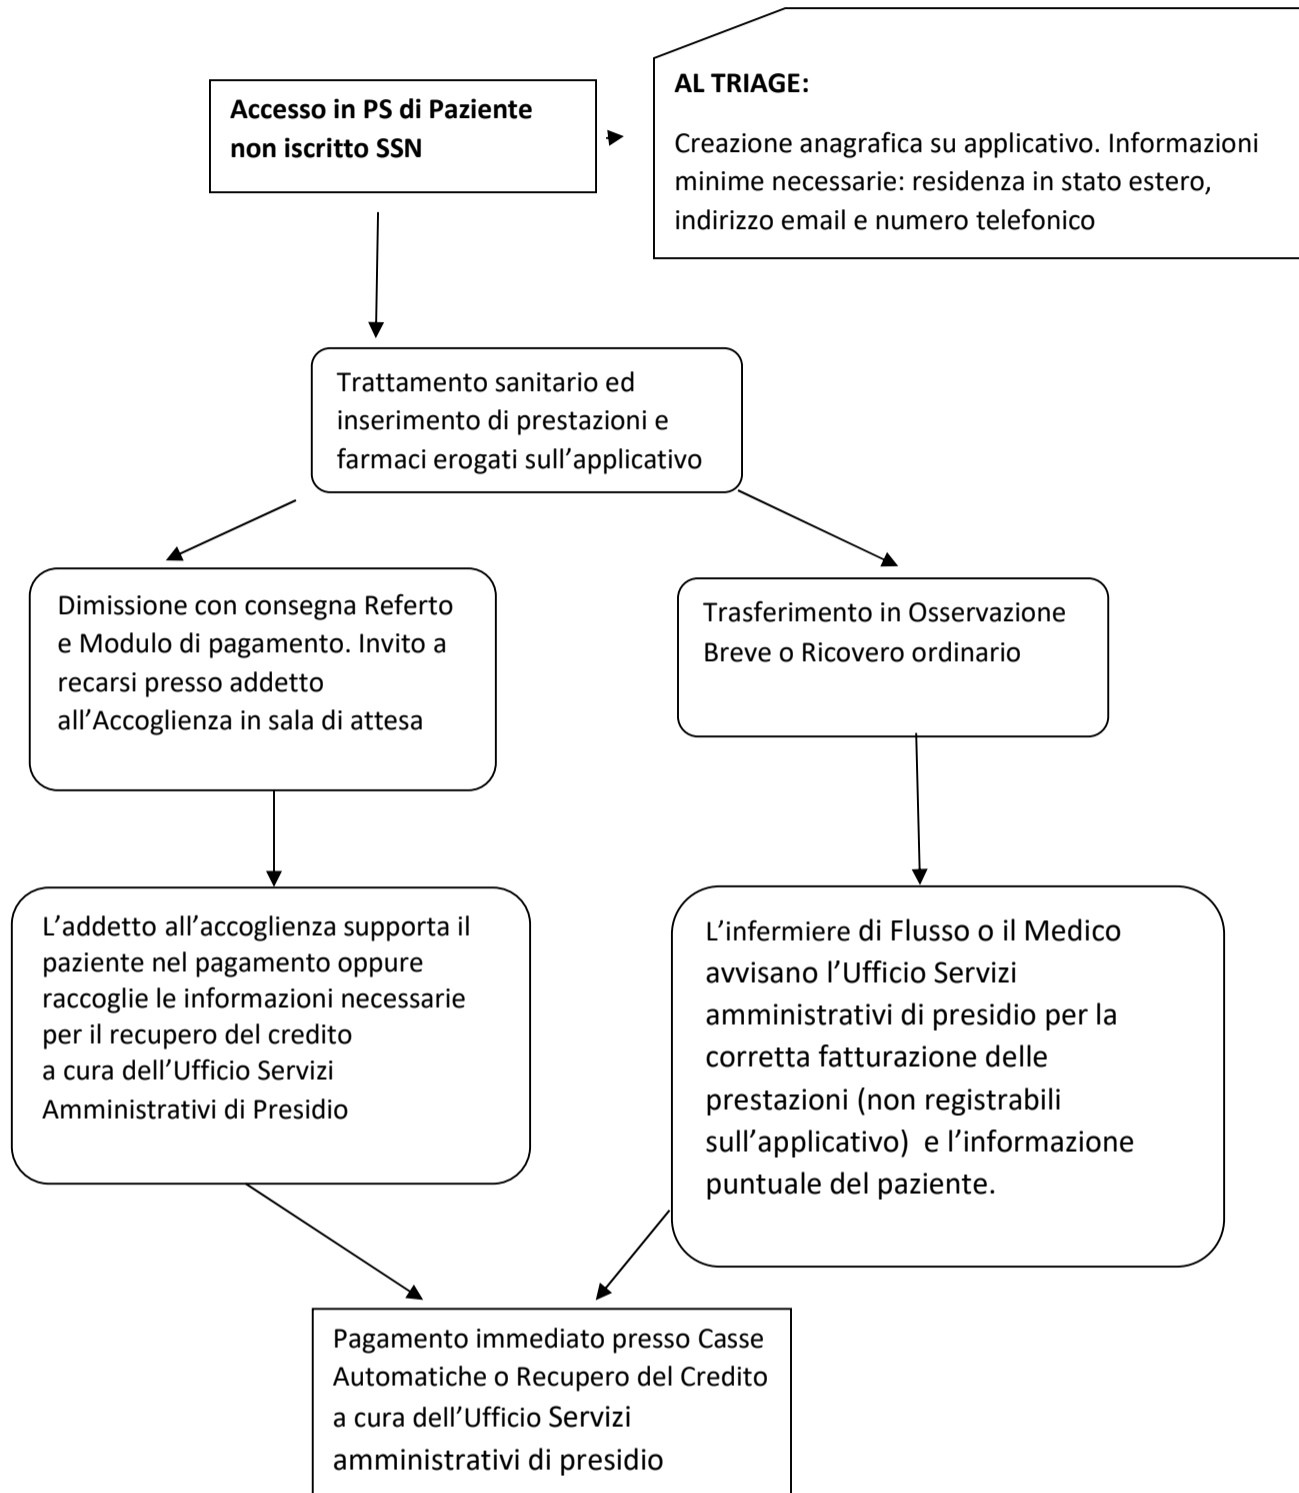 Accesso in PS di Paziente
non iscritto SSN
AL TRIAGE:
Creazione anagrafica su applicativo. Informazioni
minime necessarie: residenza in stato estero,
indirizzo email e numero telefonico
Trattamento sanitario ed
inserimento di prestazioni e
farmaci erogati sull’applicativo
Dimissione con consegna Referto
e Modulo di pagamento. Invito a
recarsi presso addetto
all’Accoglienza in sala di attesa
Trasferimento in Osservazione
Breve o Ricovero ordinario
L’addetto all’accoglienza supporta il
paziente nel pagamento oppure
raccoglie le informazioni necessarie
per il recupero del credito
a cura dell’Ufficio Servizi
Amministrativi di Presidio
L’infermiere di Flusso o il Medico
avvisano l’Ufficio Servizi
amministrativi di presidio per la
corretta fatturazione delle
prestazioni (non registrabili
sull’applicativo)  e l’informazione
puntuale del paziente.
Pagamento immediato presso Casse
Automatiche o Recupero del Credito
a cura dell’Ufficio Servizi
amministrativi di presidio